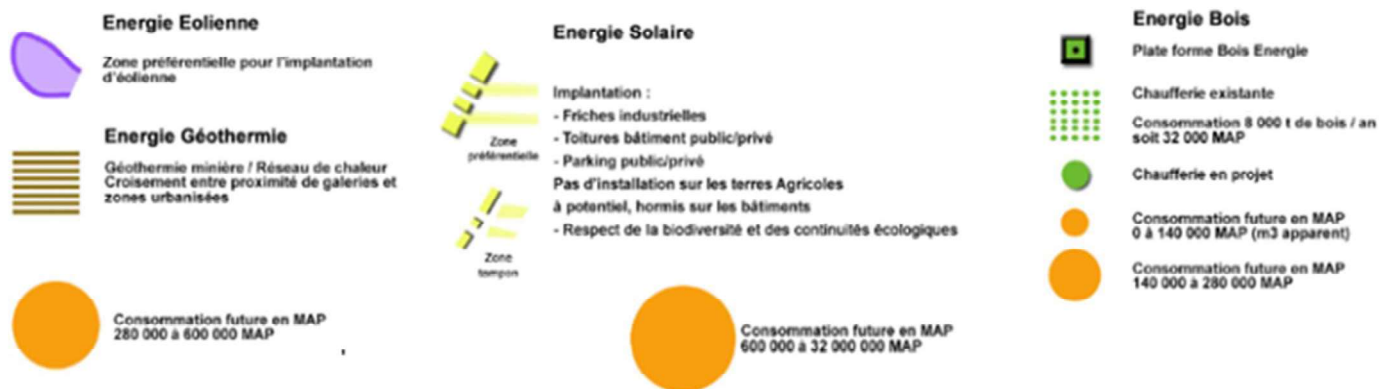 Energie Eolienne
Zone préférentielle pour l'implantation
d'éolienne
Energie Géothermie
Géothermie minière / Réseau de chaleur
Croisement entre proximité de galeries et
zones urbanisées
Consommation future en MAP
280 000 à 600 000 MAP
Energie Solaire
Zone
préférentielle
Zone
tampon
Implantation :
- Friches industrielles
- Toitures bâtiment public/privé
- Parking public/privé
Pas d'installation sur les terres Agricoles
à potentiel, hormis sur les bâtiments
- Respect de la biodiversité et des continuités écologiques
Consommation future en MAP
600 000 à 32 000 000 MAP
Energie Bois
Plate forme Bois Energie
Chaufferie existante
Consommation 8 000 t de bois / an
soit 32 000 MAP
Chaufferie en projet
Consommation future en MAP
0 à 140 000 MAP (m3 apparent)
Consommation future en MAP
140 000 à 280 000 MAP